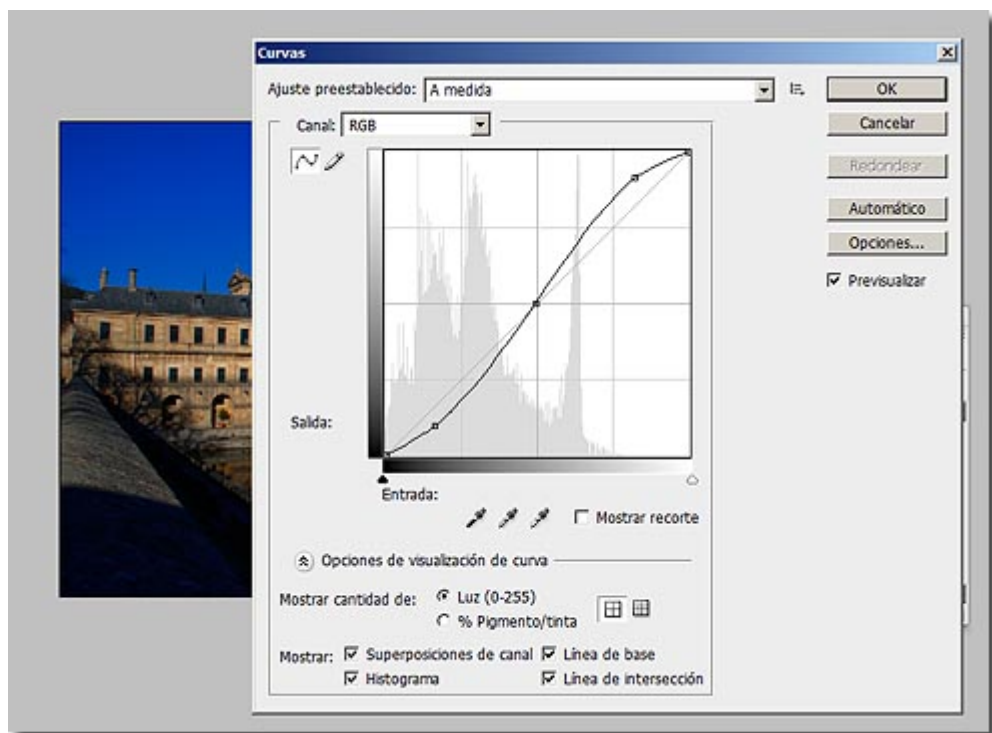 Curvas
Ajuste preestablecido: A medida
OK
Canal: RGB
Cancelar
Redondear
Automático
Opciones...
Previsualizar
Salida:
Entrada:
Mostrar recorte
Opciones de visualización de curva
Mostrar cantidad de: Luz (0-255)
% Pigmento/tinta
Mostrar: Superposiciones de canal Línea de base
Histograma Línea de intersección